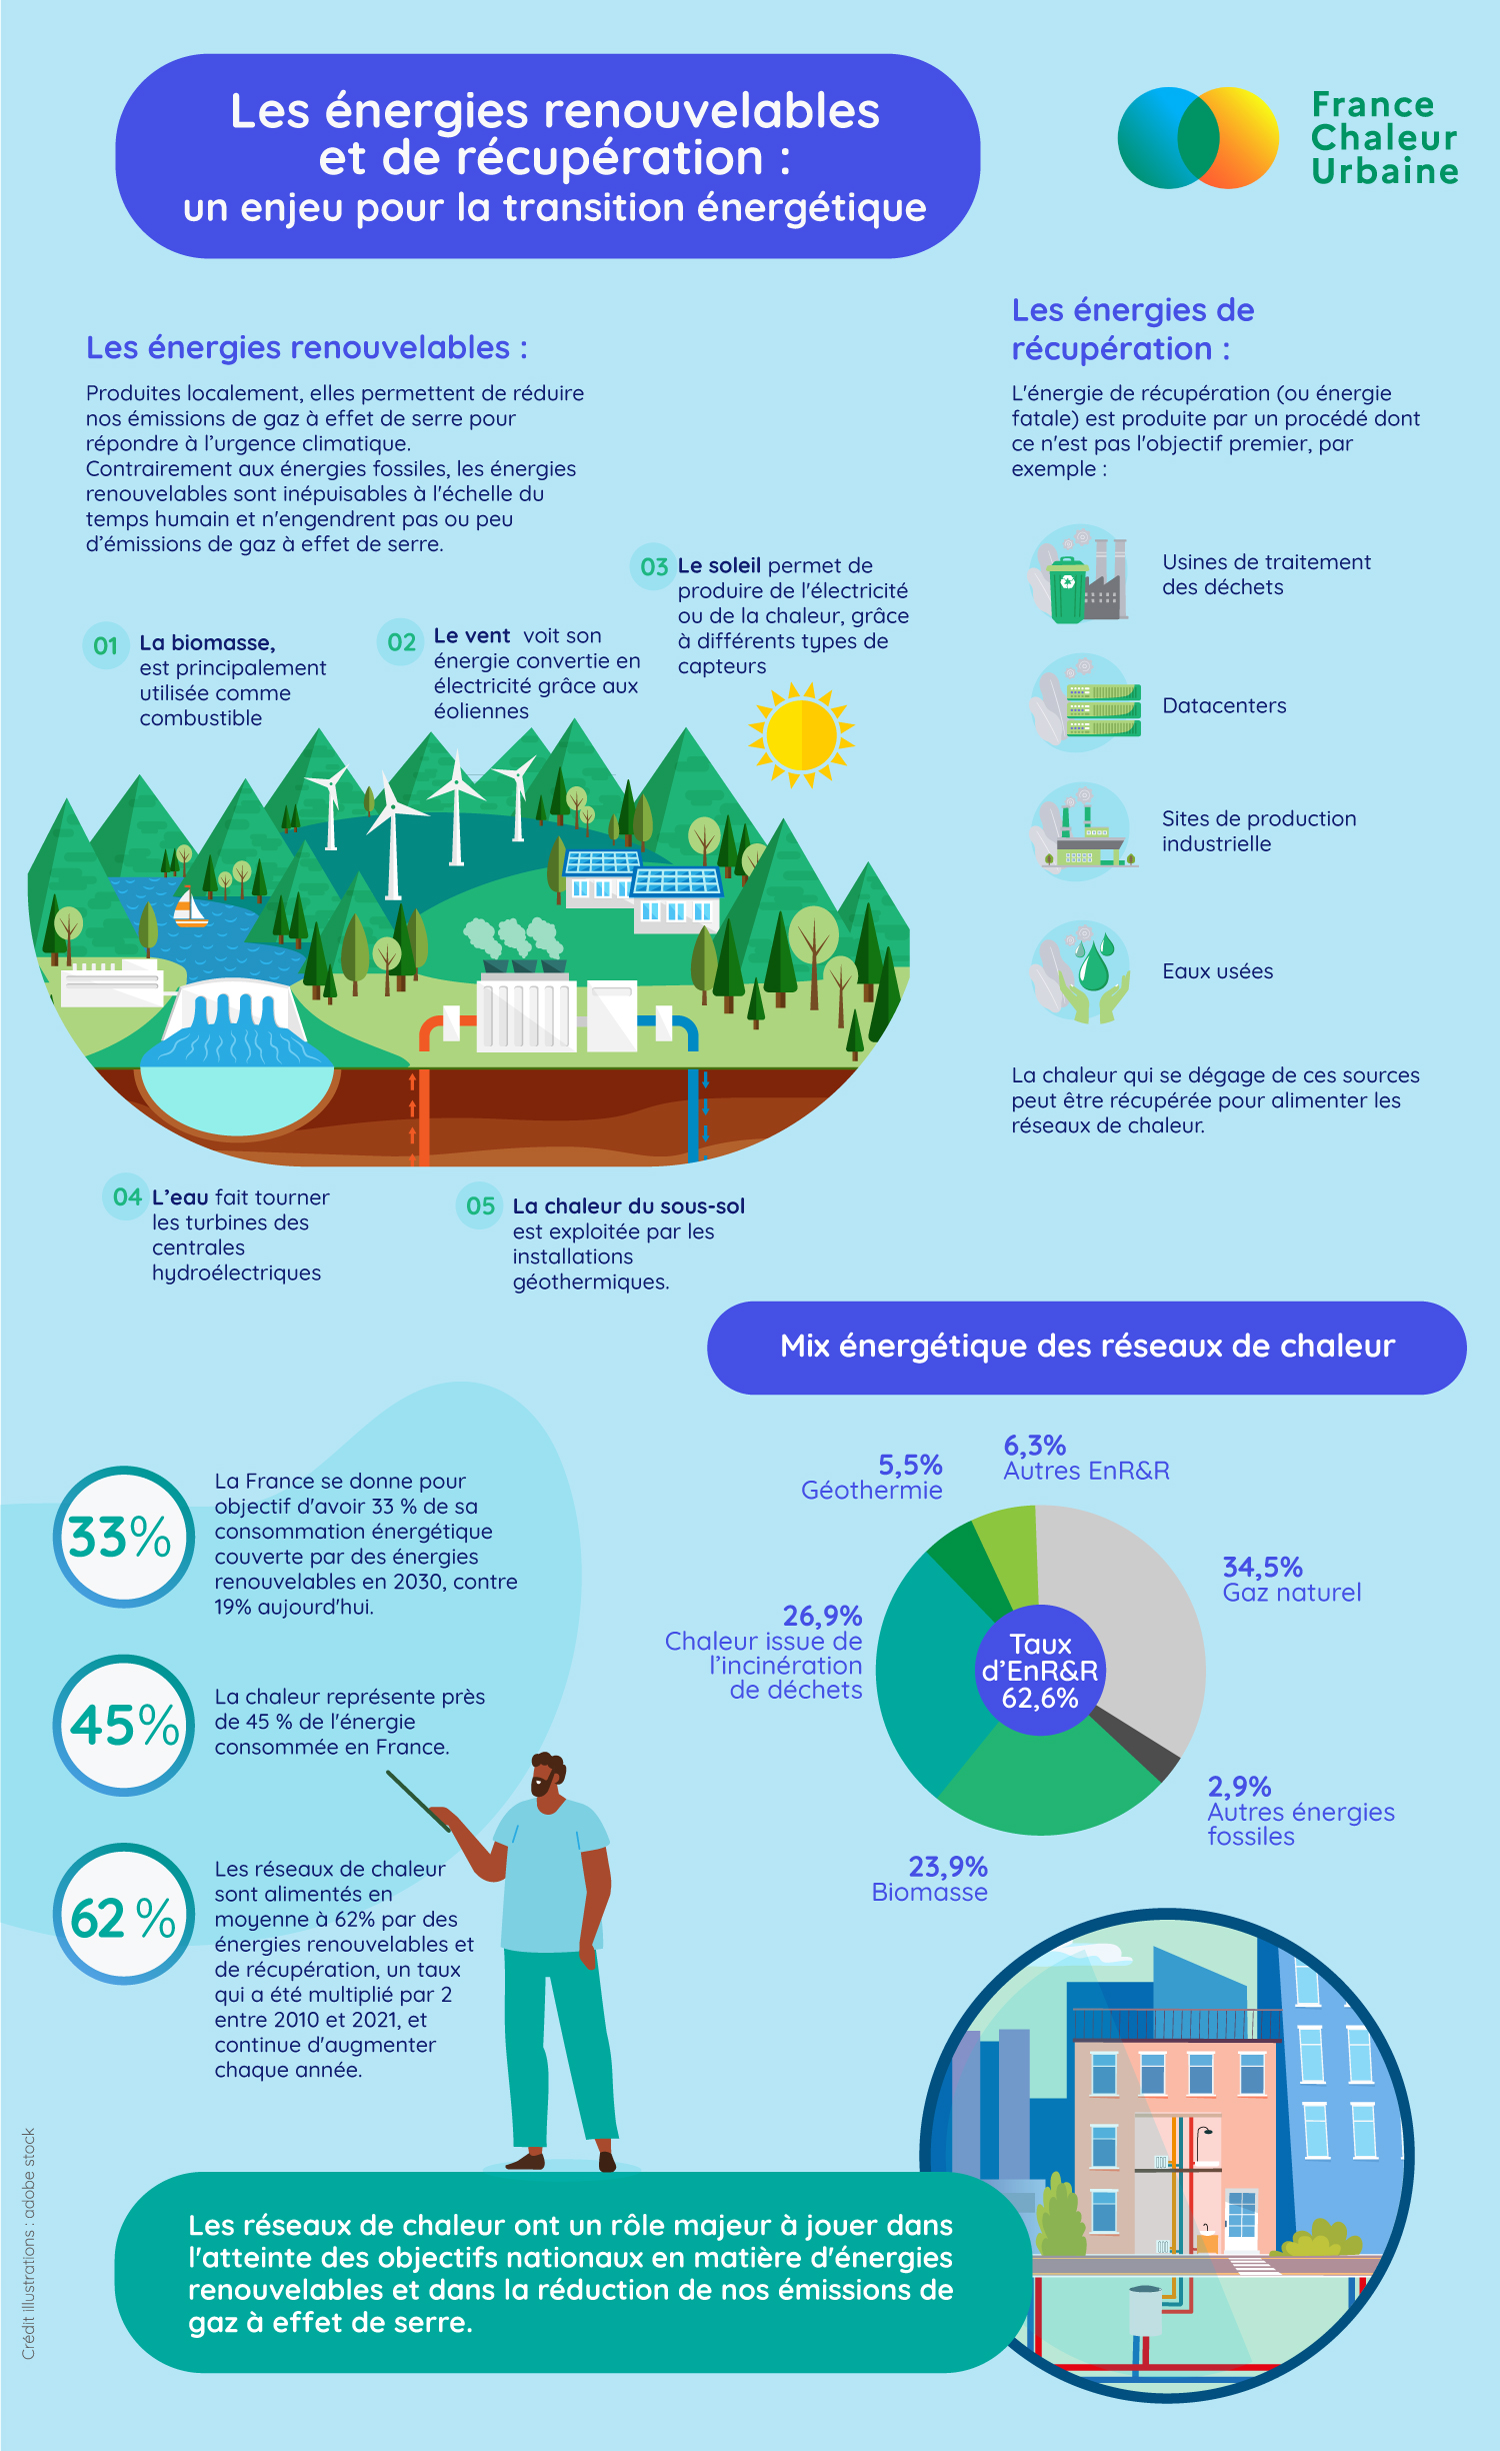 Les énergies renouvelables
et de récupération :
un enjeu pour la transition énergétique
France
Chaleur
Urbaine
Les énergies renouvelables :
Produites localement, elles permettent de réduire
nos émissions de gaz à effet de serre pour
répondre à l’urgence climatique.
Contrairement aux énergies fossiles, les énergies
renouvelables sont inépuisables à l'échelle du
temps humain et n'engendrent pas ou peu
d’émissions de gaz à effet de serre.
01 La biomasse,
est principalement
utilisée comme
combustible
02 Le vent voit son
énergie convertie en
électricité grâce aux
éoliennes
03 Le soleil permet de
produire de l'électricité
ou de la chaleur, grâce
à différents types de
capteurs
04 L’eau fait tourner
les turbines des
centrales
hydroélectriques
05 La chaleur du sous-sol
est exploitée par les
installations
géothermiques.
Les énergies de
récupération :
L'énergie de récupération (ou énergie
fatale) est produite par un procédé dont
ce n'est pas l'objectif premier, par
exemple :
Usines de traitement
des déchets
Datacenters
Sites de production
industrielle
Eaux usées
La chaleur qui se dégage de ces sources
peut être récupérée pour alimenter les
réseaux de chaleur.
Mix énergétique des réseaux de chaleur
6,3%
Autres EnR&R
5,5%
Géothermie
34,5%
Gaz naturel
26,9%
Chaleur issue de
l’incinération
de déchets
Taux
d’EnR&R
62,6%
2,9%
Autres énergies
fossiles
23,9%
Biomasse
33%
La France se donne pour
objectif d'avoir 33 % de sa
consommation énergétique
couverte par des énergies
renouvelables en 2030, contre
19% aujourd'hui.
45%
La chaleur représente près
de 45 % de l'énergie
consommée en France.
62 %
Les réseaux de chaleur
sont alimentés en
moyenne à 62% par des
énergies renouvelables et
de récupération, un taux
qui a été multiplié par 2
entre 2010 et 2021, et
continue d'augmenter
chaque année.
Les réseaux de chaleur ont un rôle majeur à jouer dans
l'atteinte des objectifs nationaux en matière d'énergies
renouvelables et dans la réduction de nos émissions de
gaz à effet de serre.
Crédit illustrations : adobe stock